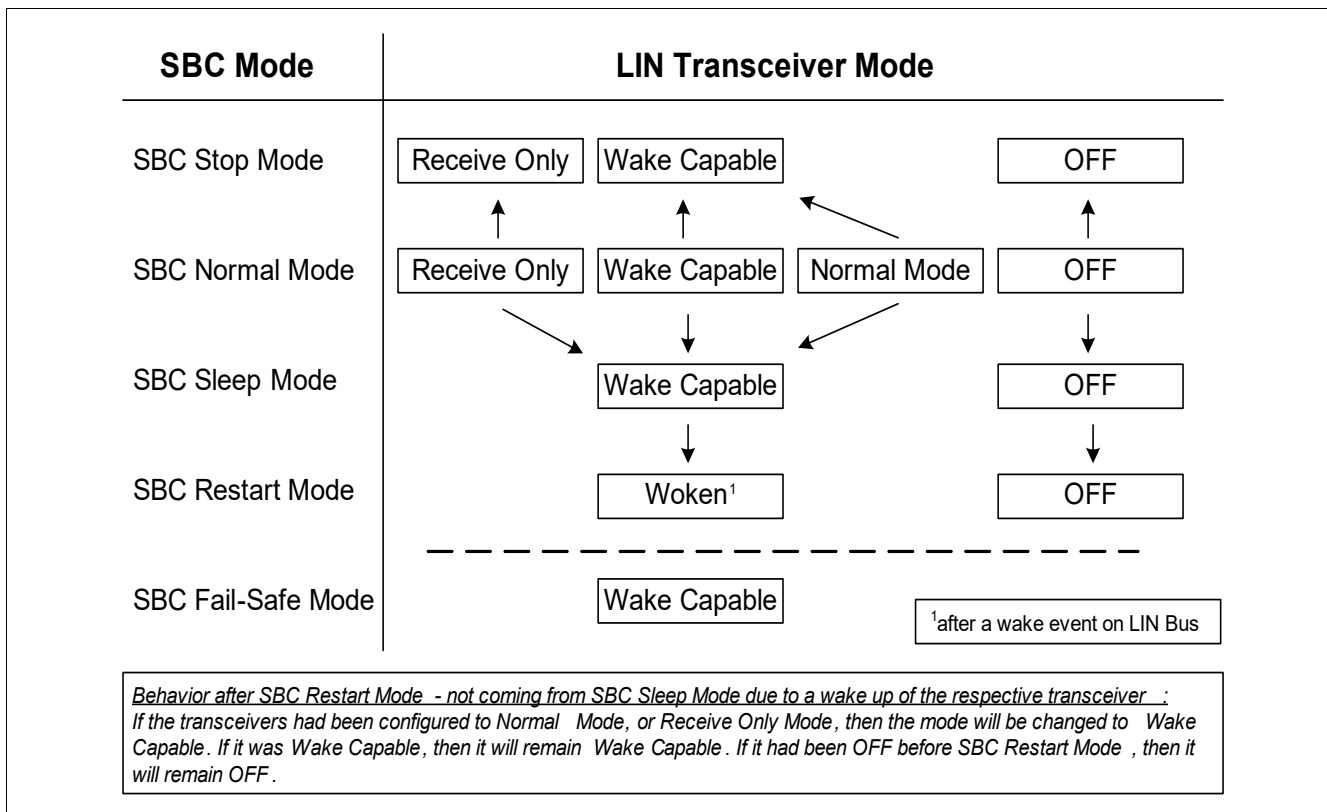 SBC Mode LIN Transceiver Mode
SBC Stop Mode Receive Only Wake Capable OFF
SBC Normal Mode Receive Only Wake Capable Normal Mode OFF
SBC Sleep Mode Wake Capable OFF
SBC Restart Mode Woken¹ OFF
SBC Fail-Safe Mode Wake Capable
¹after a wake event on LIN Bus
Behavior after SBC Restart Mode - not coming from SBC Sleep Mode due to a wake up of the respective transceiver :
If the transceivers had been configured to Normal Mode, or Receive Only Mode, then the mode will be changed to Wake
Capable. If it was Wake Capable, then it will remain Wake Capable. If it had been OFF before SBC Restart Mode, then it
will remain OFF.